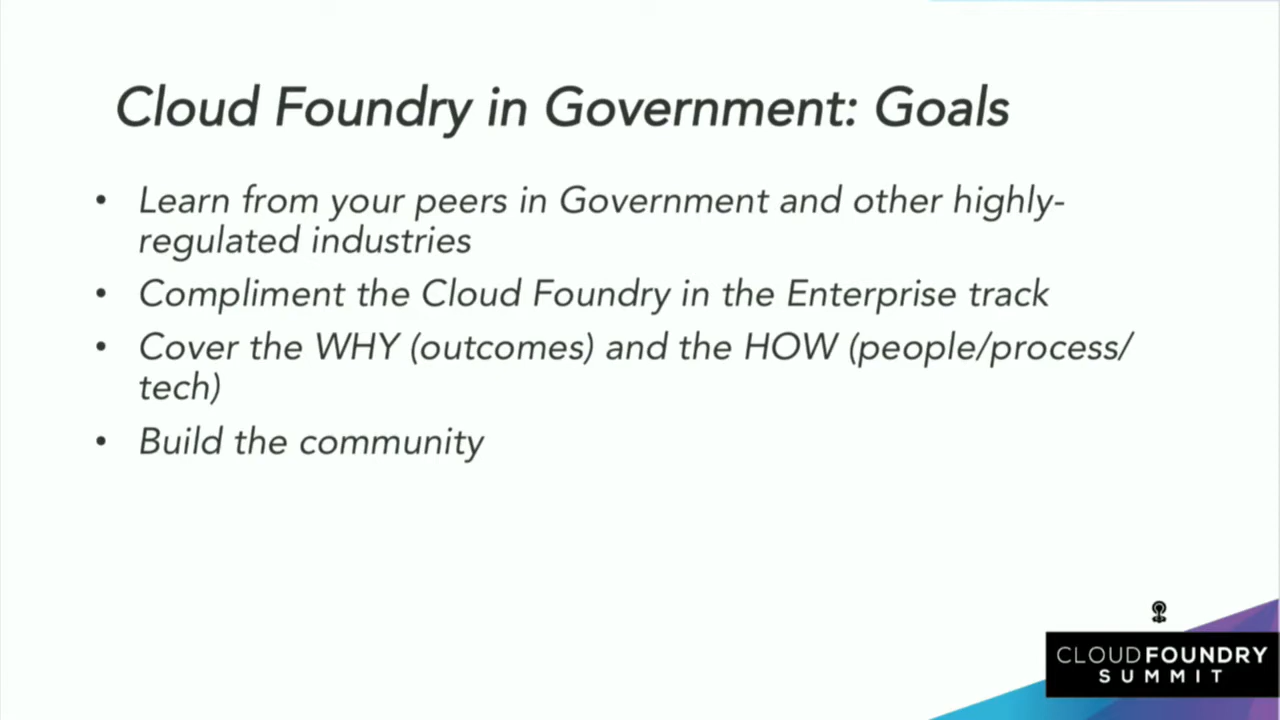 Cloud Foundry in Government: Goals
• Learn from your peers in Government and other highly-
regulated industries
• Compliment the Cloud Foundry in the Enterprise track
• Cover the WHY (outcomes) and the HOW (people/process/
tech)
• Build the community
CLOUDFOUNDRY
SUMMIT